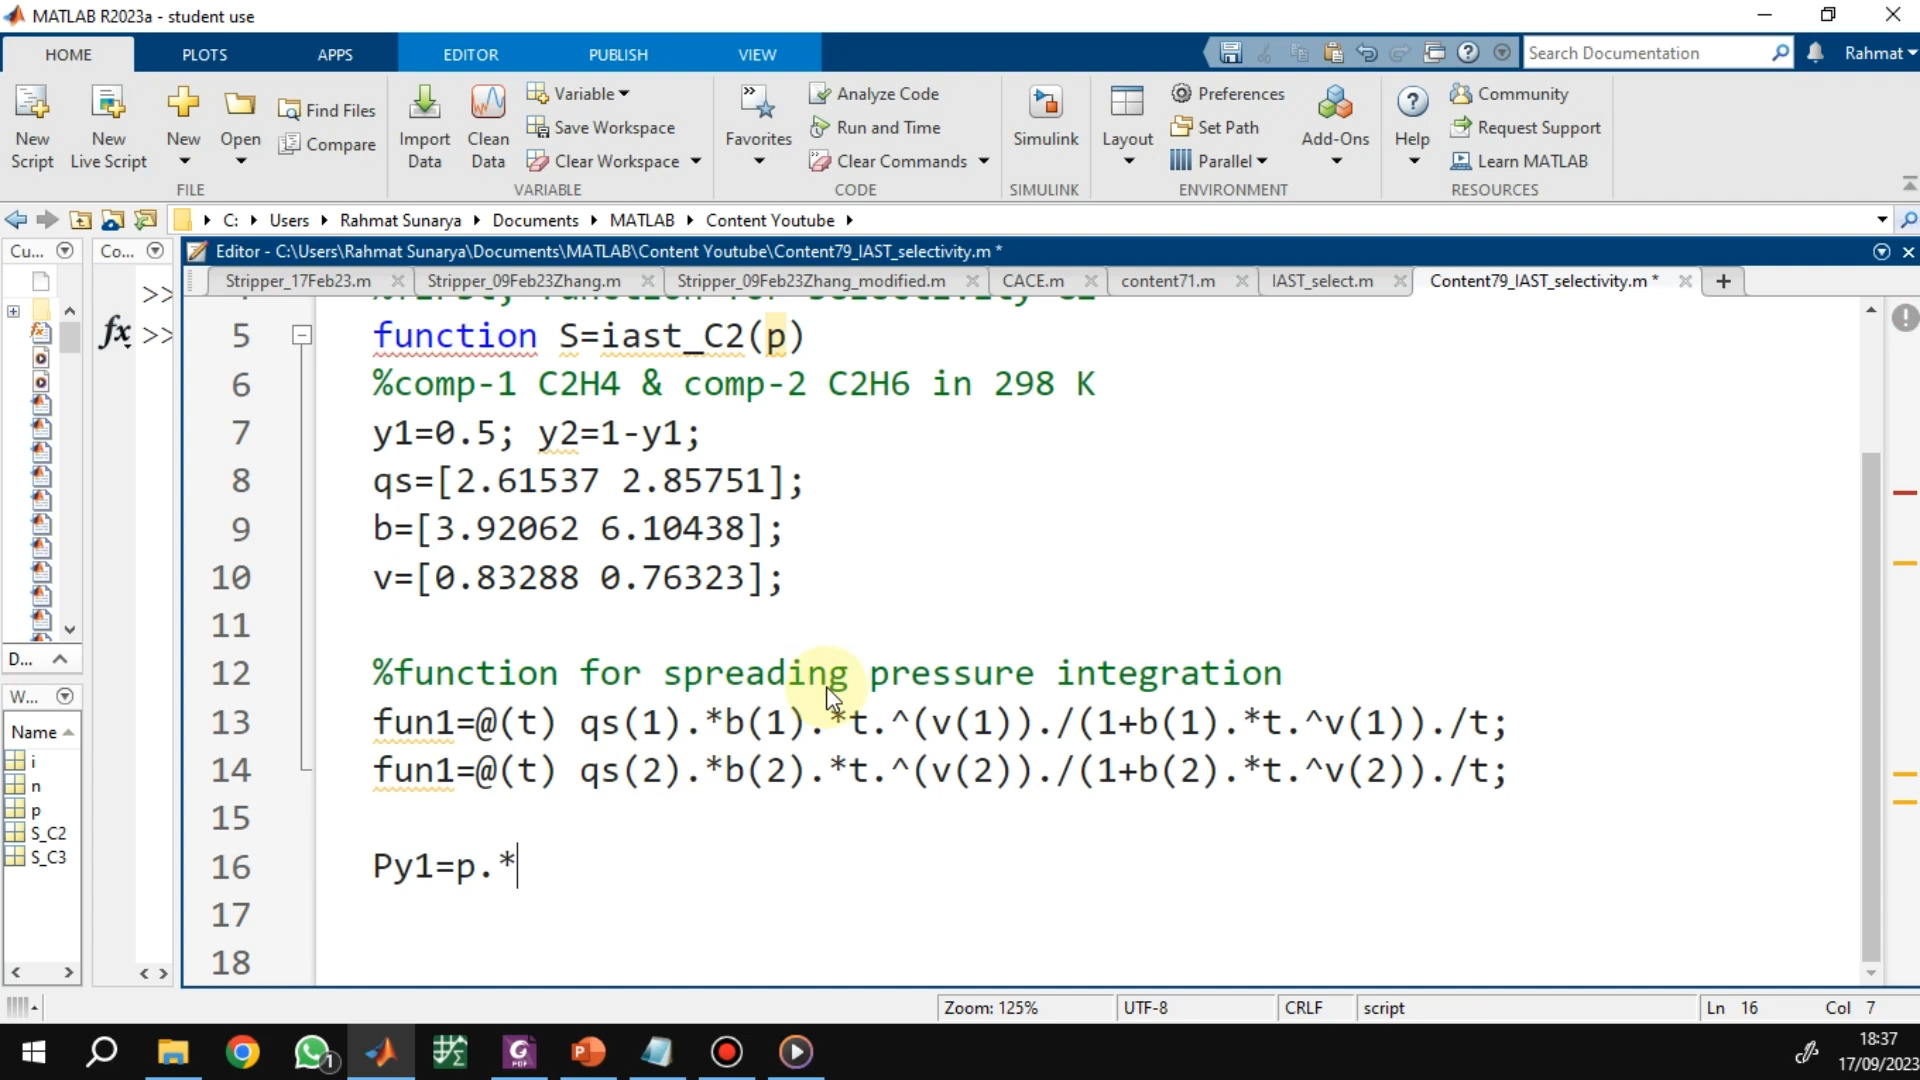 MATLAB R2023a - student use
HOME PLOTS APPS EDITOR PUBLISH VIEW Search Documentation Rahmat
New Script
New Live Script
New
Open
Find Files
Compare
Import Data
Clean Data
Variable
Save Workspace
Clear Workspace
Favorites
Analyze Code
Run and Time
Clear Commands
Simulink
Layout
Preferences
Set Path
Parallel
Add-Ons
Help
Community
Request Support
Learn MATLAB
FILE VARIABLE CODE SIMULINK ENVIRONMENT RESOURCES
C: Users Rahmat Sunarya Documents MATLAB Content Youtube
Cu... Co... Editor - C:\Users\Rahmat Sunarya\Documents\MATLAB\Content Youtube\Content79_IAST_selectivity.m *
Stripper_17Feb23.m Stripper_09Feb23Zhang.m Stripper_09Feb23Zhang_modified.m CACE.m content71.m IAST_select.m Content79_IAST_selectivity.m * +
>>
fx >>
5 function S=iast_C2(p)
6 %comp-1 C2H4 & comp-2 C2H6 in 298 K
7 y1=0.5; y2=1-y1;
8 qs=[2.61537 2.85751];
9 b=[3.92062 6.10438];
10 v=[0.83288 0.76323];
11
12 %function for spreading pressure integration
13 fun1=@(t) qs(1).*b(1).*t.^(v(1))./(1+b(1).*t.^v(1))./t;
14 fun1=@(t) qs(2).*b(2).*t.^(v(2))./(1+b(2).*t.^v(2))./t;
15
16 Py1=p.*
17
18
D...
W...
Name
i
n
p
S_C2
S_C3
Zoom: 125% UTF-8 CRLF script Ln 16 Col 7
1
18:37
17/09/2023